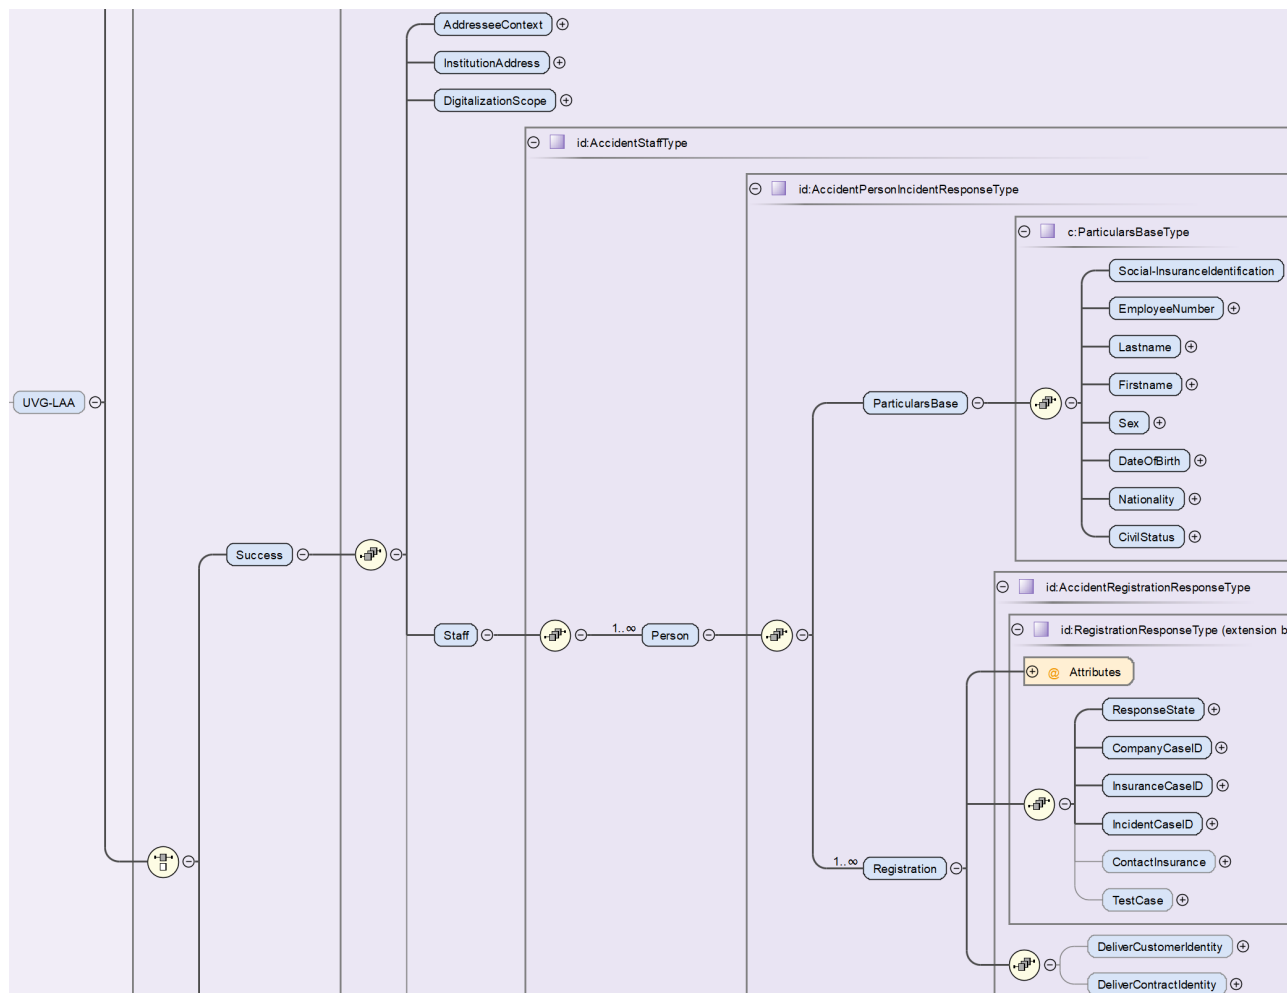 AddresseeContext
InstitutionAddress
DigitalizationScope
id:AccidentStaffType
id:AccidentPersonIncidentResponseType
c:ParticularsBaseType
Social-InsuranceIdentification
EmployeeNumber
Lastname
Firstname
UVG-LAA
ParticularsBase
Sex
DateOfBirth
Nationality
CivilStatus
Success
id:AccidentRegistrationResponseType
Staff
1..∞
Person
id:RegistrationResponseType (extension b
@ Attributes
ResponseState
CompanyCaseID
InsuranceCaseID
IncidentCaseID
1..∞
Registration
ContactInsurance
TestCase
DeliverCustomerIdentity
DeliverContractIdentity